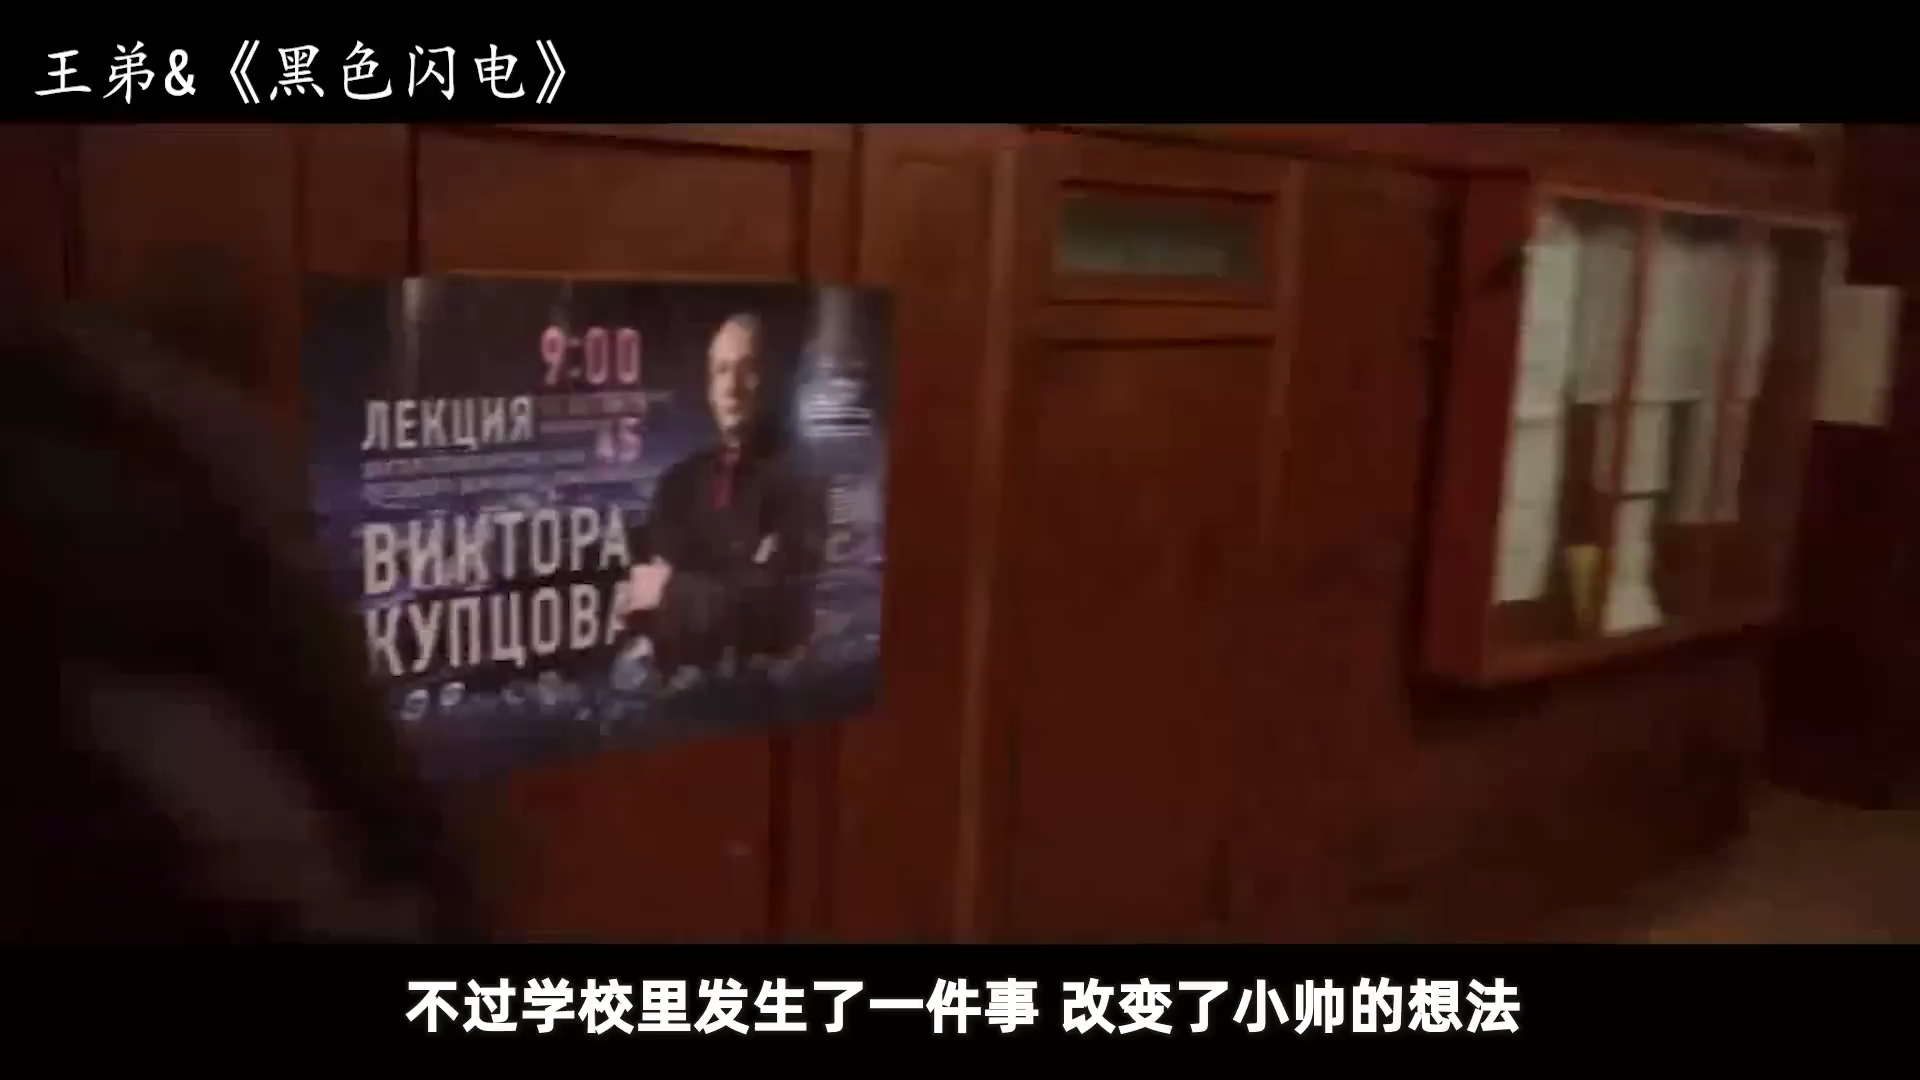 王弟&《黑色闪电》
9:00
ЛЕКЦИЯ
45
ВИКТОРА
КУПЦОВА
不过学校里发生了一件事 改变了小帅的想法